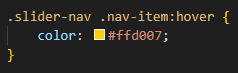 .slider-nav .nav-item:hover {
    color: #ffd007;
}